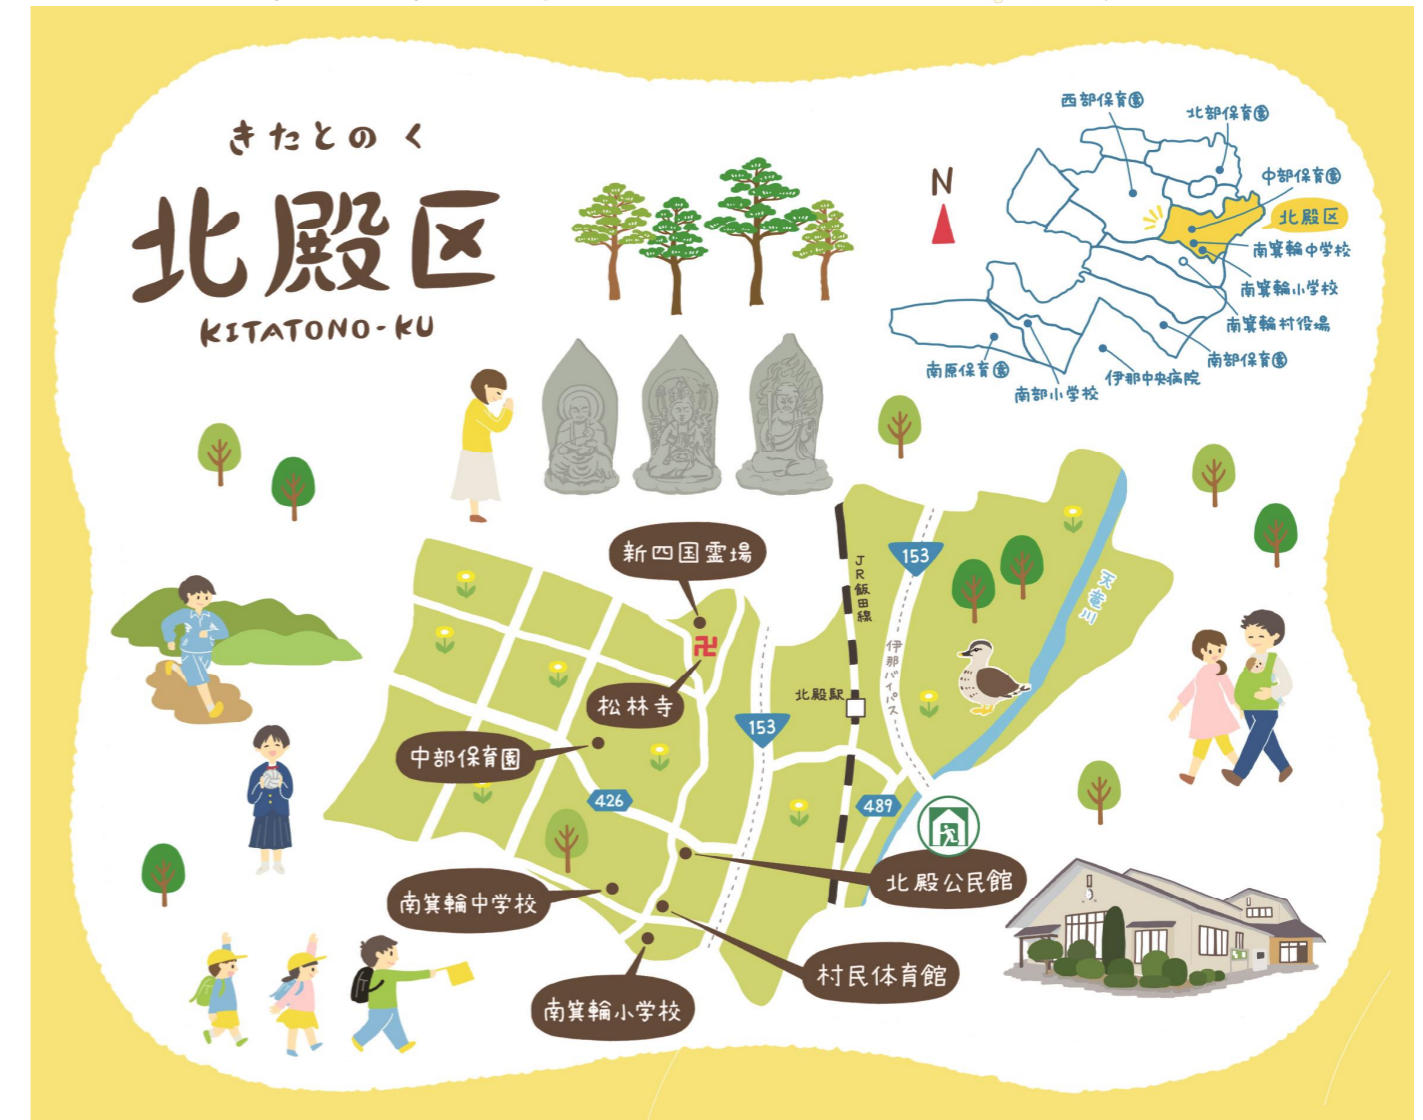 きたとのく
北殿区
KITATONO-KU
N
西部保育園
北部保育園
中部保育園
北殿区
南箕輪中学校
南箕輪小学校
南箕輪村役場
南部保育園
伊那中央病院
南部小学校
南原保育園
新四国霊場
卍
松林寺
中部保育園
153
JR飯田線
153
天竜川
伊那バイパス
北殿駅
426
489
北殿公民館
南箕輪中学校
村民体育館
南箕輪小学校